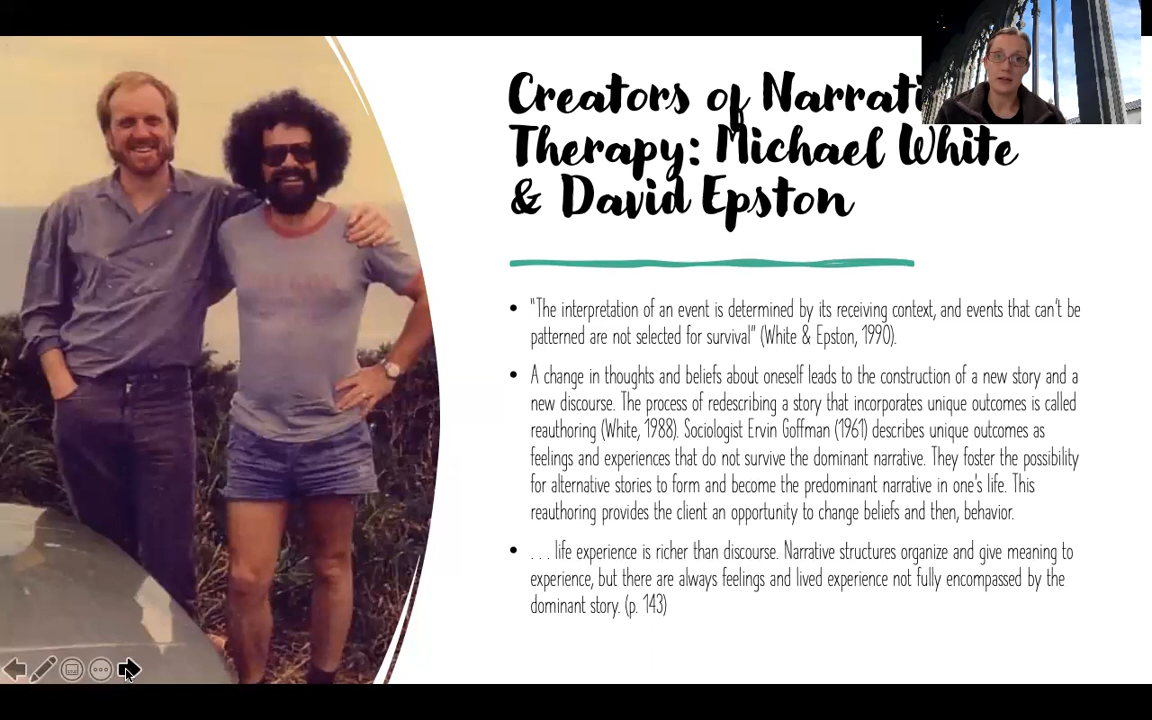 Creators of Narrati
Therapy: Michael White
& David Epston
• "The interpretation of an event is determined by its receiving context, and events that can't be
patterned are not selected for survival" (White & Epston, 1990).
• A change in thoughts and beliefs about oneself leads to the construction of a new story and a
new discourse. The process of redescribing a story that incorporates unique outcomes is called
reauthoring (White, 1988). Sociologist Ervin Goffman (1961) describes unique outcomes as
feelings and experiences that do not survive the dominant narrative. They foster the possibility
for alternative stories to form and become the predominant narrative in one's life. This
reauthoring provides the client an opportunity to change beliefs and then, behavior.
• . . . life experience is richer than discourse. Narrative structures organize and give meaning to
experience, but there are always feelings and lived experience not fully encompassed by the
dominant story. (p. 143)